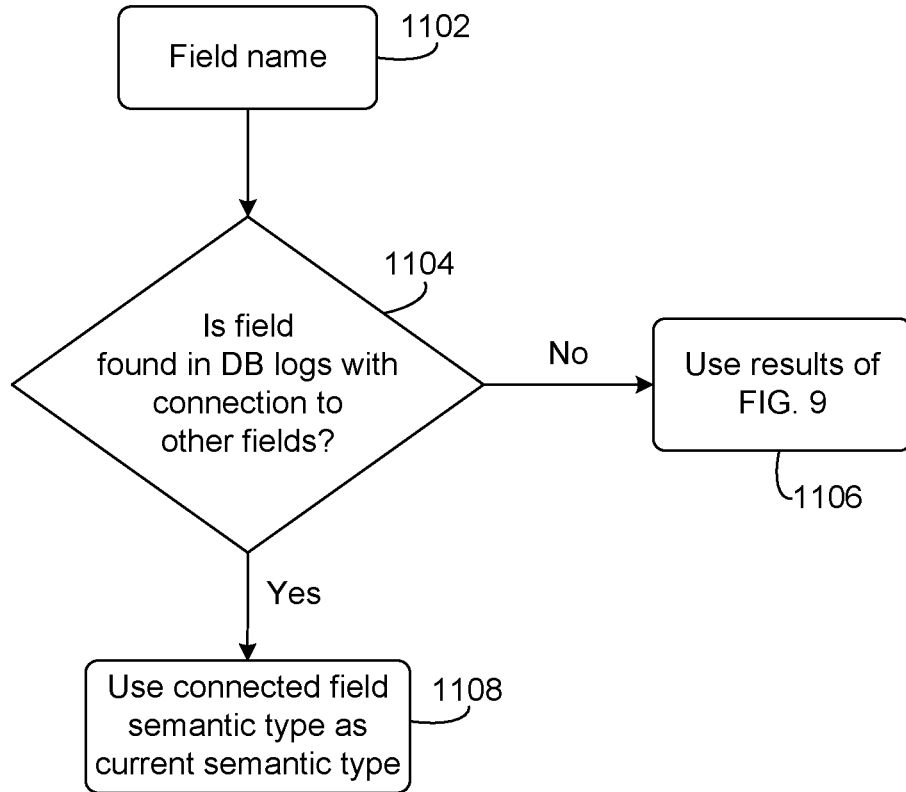 1102
Field name
1104
Is field
found in DB logs with
connection to
other fields?
No
Use results of
FIG. 9
1106
Yes
Use connected field
semantic type as
current semantic type
1108